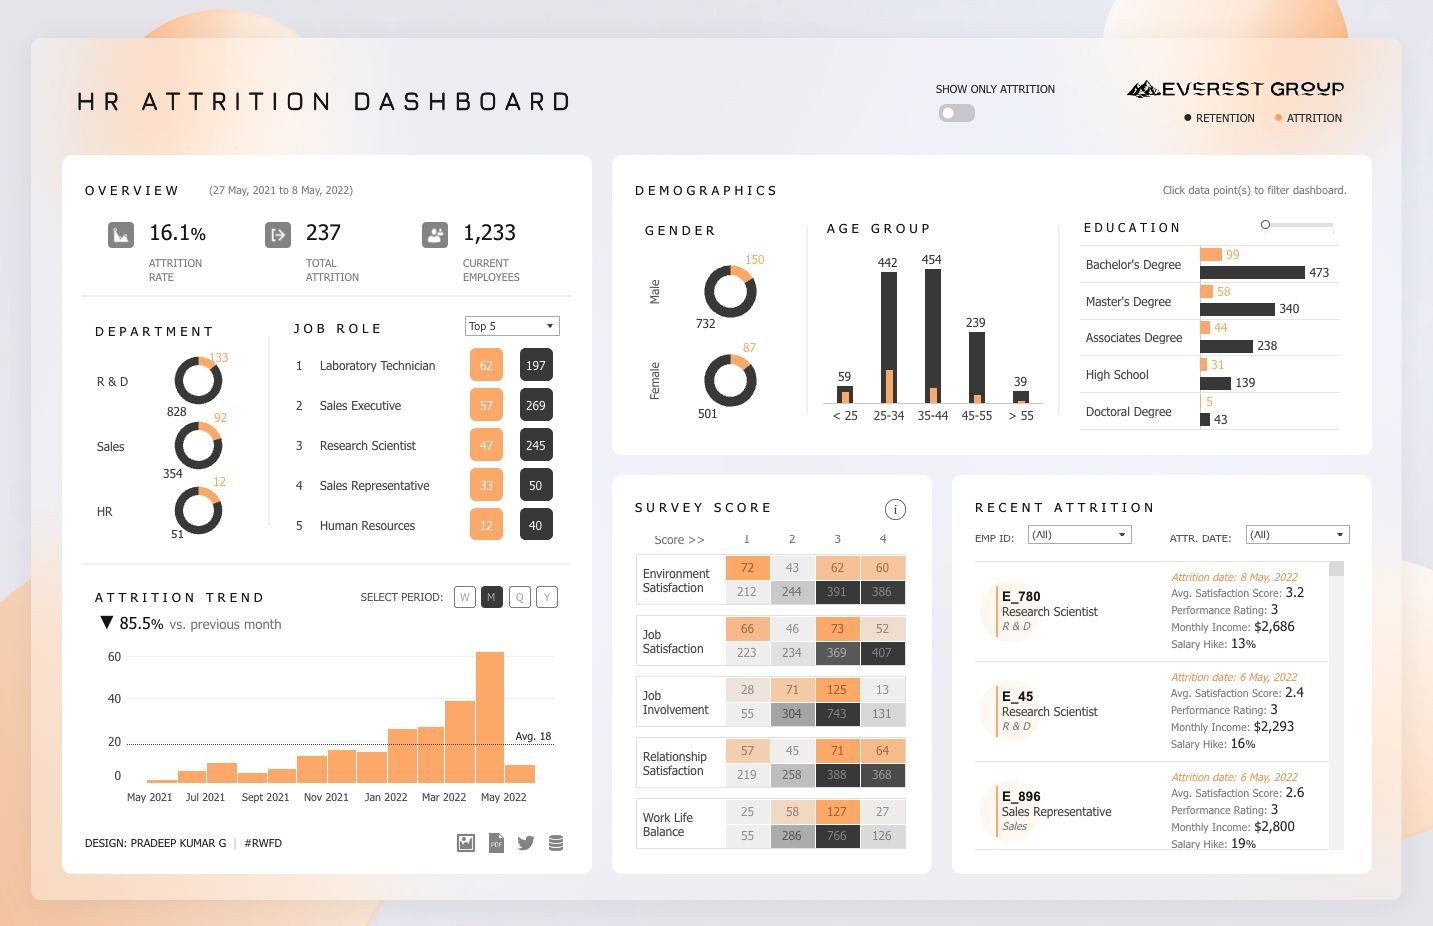 HR ATTRITION DASHBOARD
SHOW ONLY ATTRITION
EVEREST GROUP
RETENTION ATTRITION
OVERVIEW (27 May, 2021 to 8 May, 2022)
16.1% 237 1,233
ATTRITION RATE
TOTAL ATTRITION
CURRENT EMPLOYEES
DEPARTMENT
R & D 133 828
Sales 92 354
HR 12 51
JOB ROLE Top 5
1 Laboratory Technician 62 197
2 Sales Executive 57 269
3 Research Scientist 47 245
4 Sales Representative 33 50
5 Human Resources 12 40
ATTRITION TREND SELECT PERIOD: W M Q Y
▼ 85.5% vs. previous month
60
40
20
0
Avg. 18
May 2021 Jul 2021 Sept 2021 Nov 2021 Jan 2022 Mar 2022 May 2022
DESIGN: PRADEEP KUMAR G | #RWFD
PDF
DEMOGRAPHICS Click data point(s) to filter dashboard.
GENDER
Male 150 732
Female 87 501
AGE GROUP
59 442 454 239 39
< 25 25-34 35-44 45-55 > 55
EDUCATION
Bachelor's Degree 99 473
Master's Degree 58 340
Associates Degree 44 238
High School 31 139
Doctoral Degree 5 43
SURVEY SCORE i
Score >> 1 2 3 4
Environment Satisfaction
72 43 62 60
212 244 391 386
Job Satisfaction
66 46 73 52
223 234 369 407
Job Involvement
28 71 125 13
55 304 743 131
Relationship Satisfaction
57 45 71 64
219 258 388 368
Work Life Balance
25 58 127 27
55 286 766 126
RECENT ATTRITION
EMP ID: (All) ATTR. DATE: (All)
E_780
Research Scientist
R & D
Attrition date: 8 May, 2022
Avg. Satisfaction Score: 3.2
Performance Rating: 3
Monthly Income: $2,686
Salary Hike: 13%
E_45
Research Scientist
R & D
Attrition date: 6 May, 2022
Avg. Satisfaction Score: 2.4
Performance Rating: 3
Monthly Income: $2,293
Salary Hike: 16%
E_896
Sales Representative
Sales
Attrition date: 6 May, 2022
Avg. Satisfaction Score: 2.6
Performance Rating: 3
Monthly Income: $2,800
Salary Hike: 19%